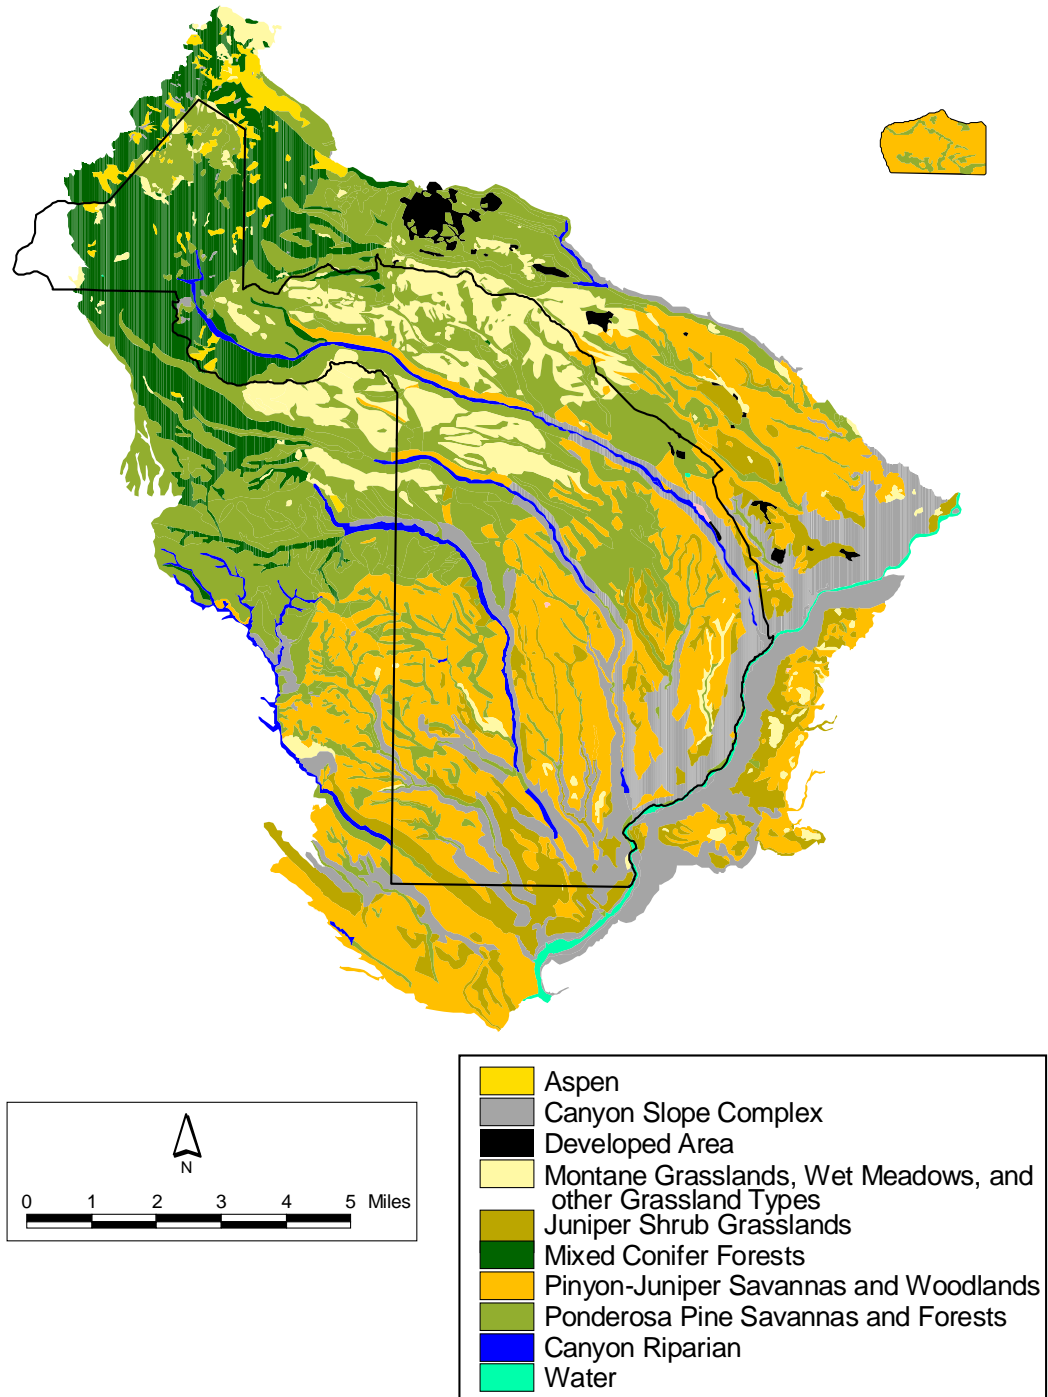 N
0 1 2 3 4 5 Miles
Aspen
Canyon Slope Complex
Developed Area
Montane Grasslands, Wet Meadows, and
other Grassland Types
Juniper Shrub Grasslands
Mixed Conifer Forests
Pinyon-Juniper Savannas and Woodlands
Ponderosa Pine Savannas and Forests
Canyon Riparian
Water